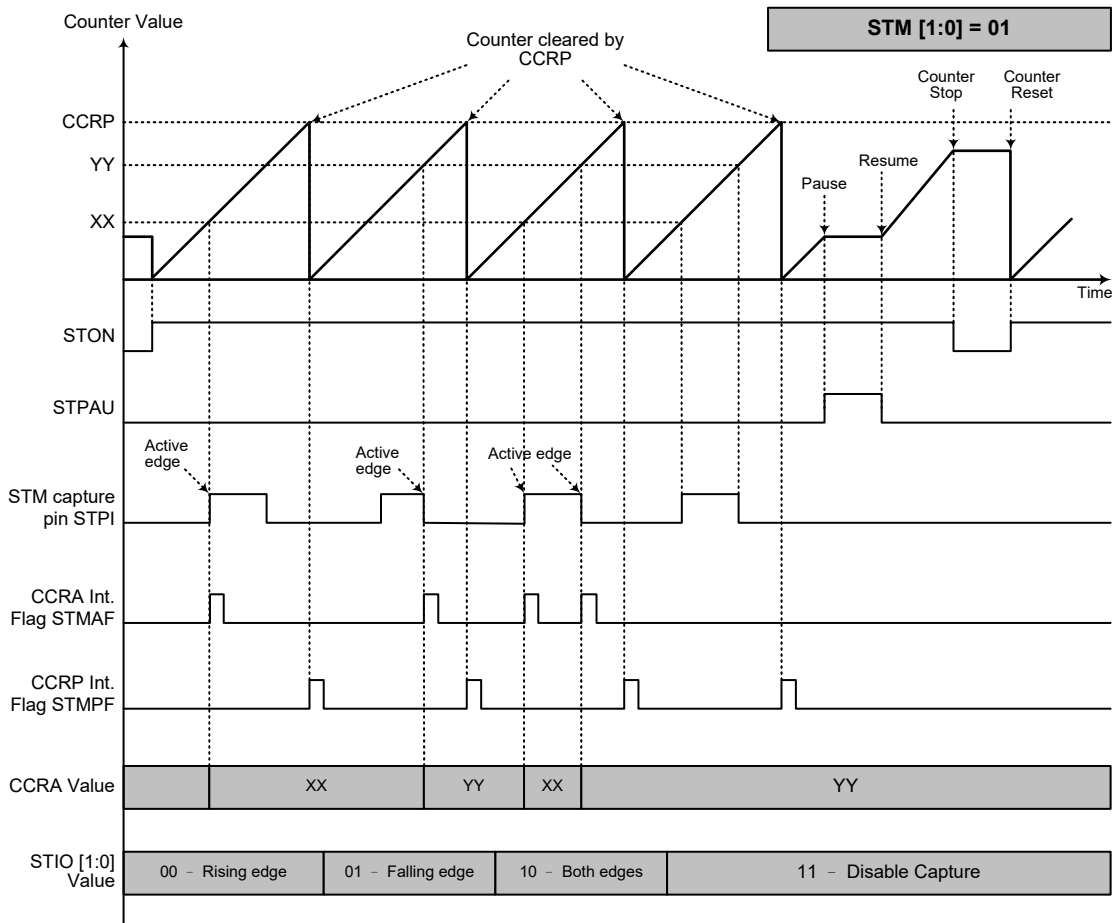 Counter Value
STM [1:0] = 01
Counter cleared by
CCRP
Counter
Stop
Counter
Reset
CCRP
YY
XX
Pause
Resume
Time
STON
STPAU
Active
edge
Active
edge
Active edge
STM capture
pin STPI
CCRA Int.
Flag STMAF
CCRP Int.
Flag STMPF
CCRA Value
XX
YY
XX
YY
STIO [1:0]
Value
00 – Rising edge
01 – Falling edge
10 – Both edges
11 – Disable Capture